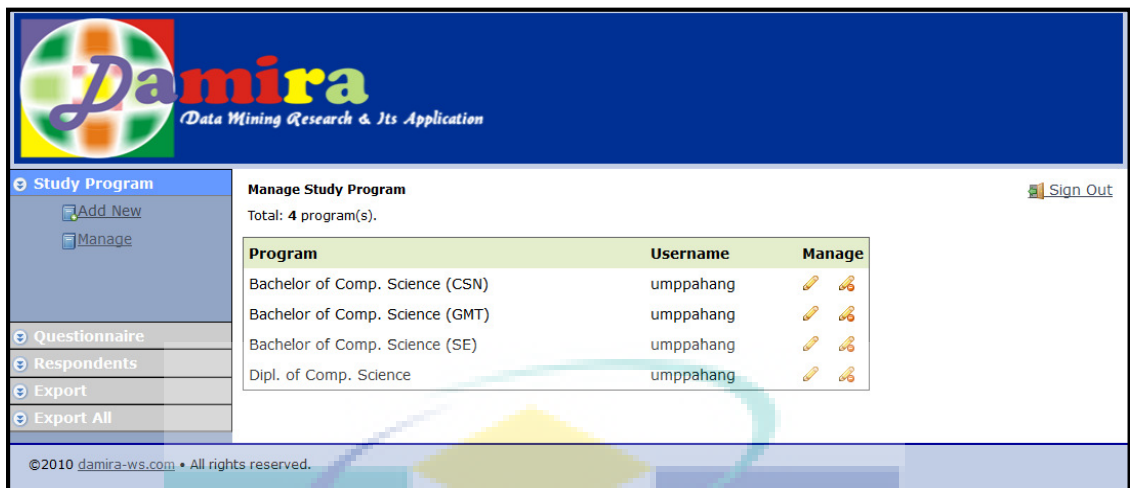 Damira
Data Mining Research & Its Application
Study Program
Add New
Manage
Questionnaire
Respondents
Export
Export All
Manage Study Program
Sign Out
Total: 4 program(s).
Program Username Manage
Bachelor of Comp. Science (CSN) umppahang
Bachelor of Comp. Science (GMT) umppahang
Bachelor of Comp. Science (SE) umppahang
Dipl. of Comp. Science umppahang
©2010 damira-ws.com • All rights reserved.